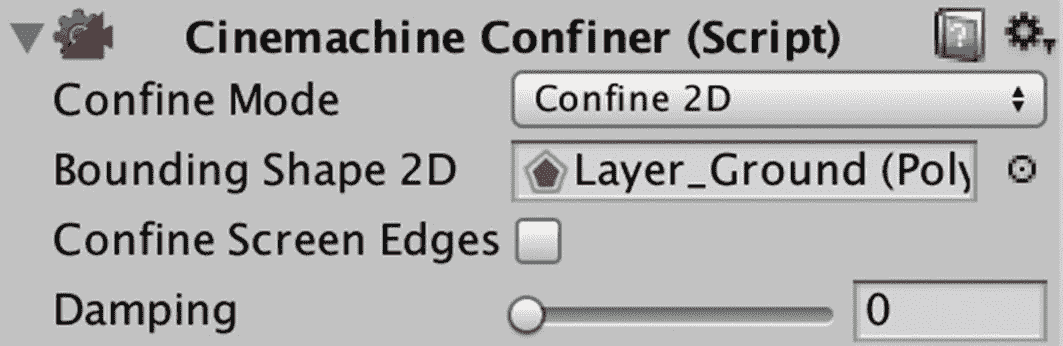 Cinemachine Confiner (Script)
Confine Mode Confine 2D
Bounding Shape 2D Layer_Ground (Poly
Confine Screen Edges
Damping 0